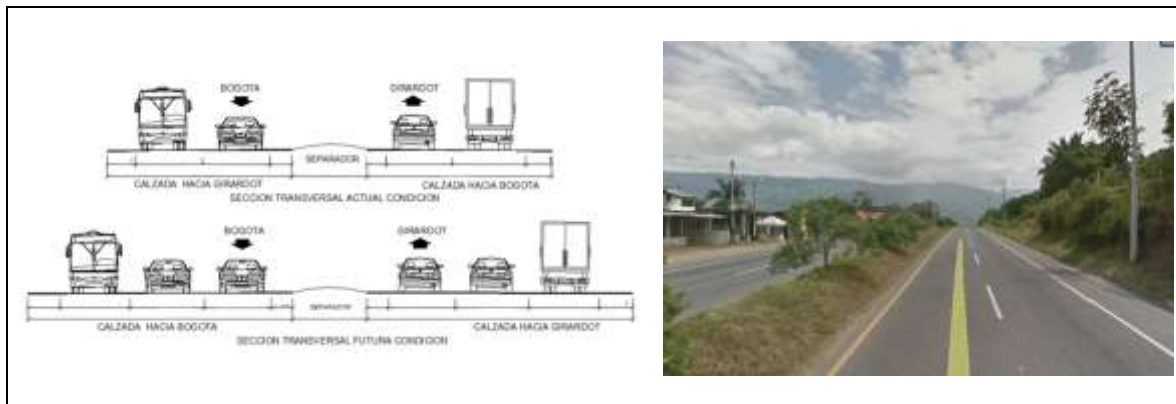 BOGOTA GIRARDOT
SEPARADOR
CALZADA HACIA GIRARDOT CALZADA HACIA BOGOTA
SECCION TRANSVERSAL ACTUAL CONDICION
BOGOTA GIRARDOT
SEPARADOR
CALZADA HACIA BOGOTA CALZADA HACIA GIRARDOT
SECCION TRANSVERSAL FUTURA CONDICION